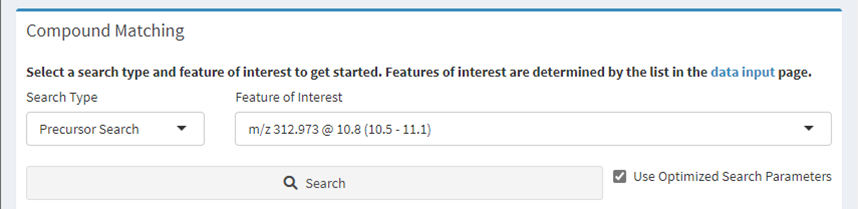 Compound Matching
Select a search type and feature of interest to get started. Features of interest are determined by the list in the data input page.
Search Type
Feature of Interest
Precursor Search
m/z 312.973 @ 10.8 (10.5 - 11.1)
Search
Use Optimized Search Parameters